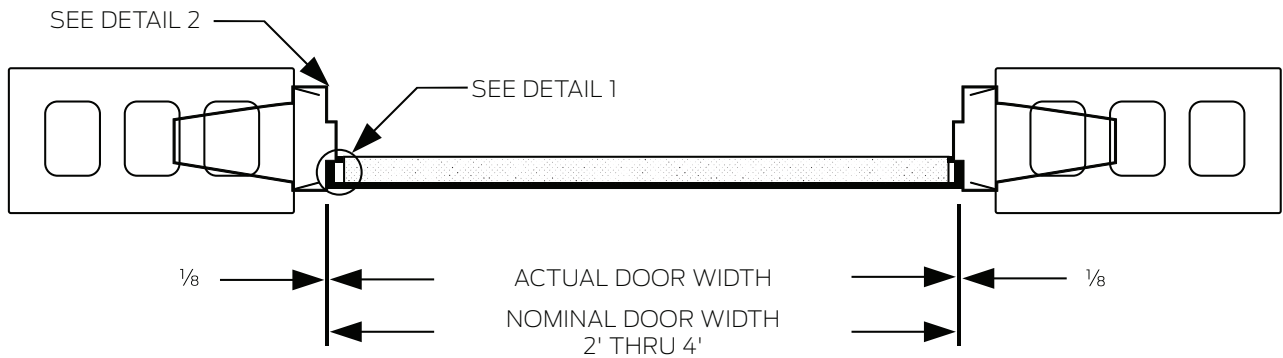 SEE DETAIL 2
SEE DETAIL 1
⅛ ACTUAL DOOR WIDTH ⅛
NOMINAL DOOR WIDTH
2' THRU 4'